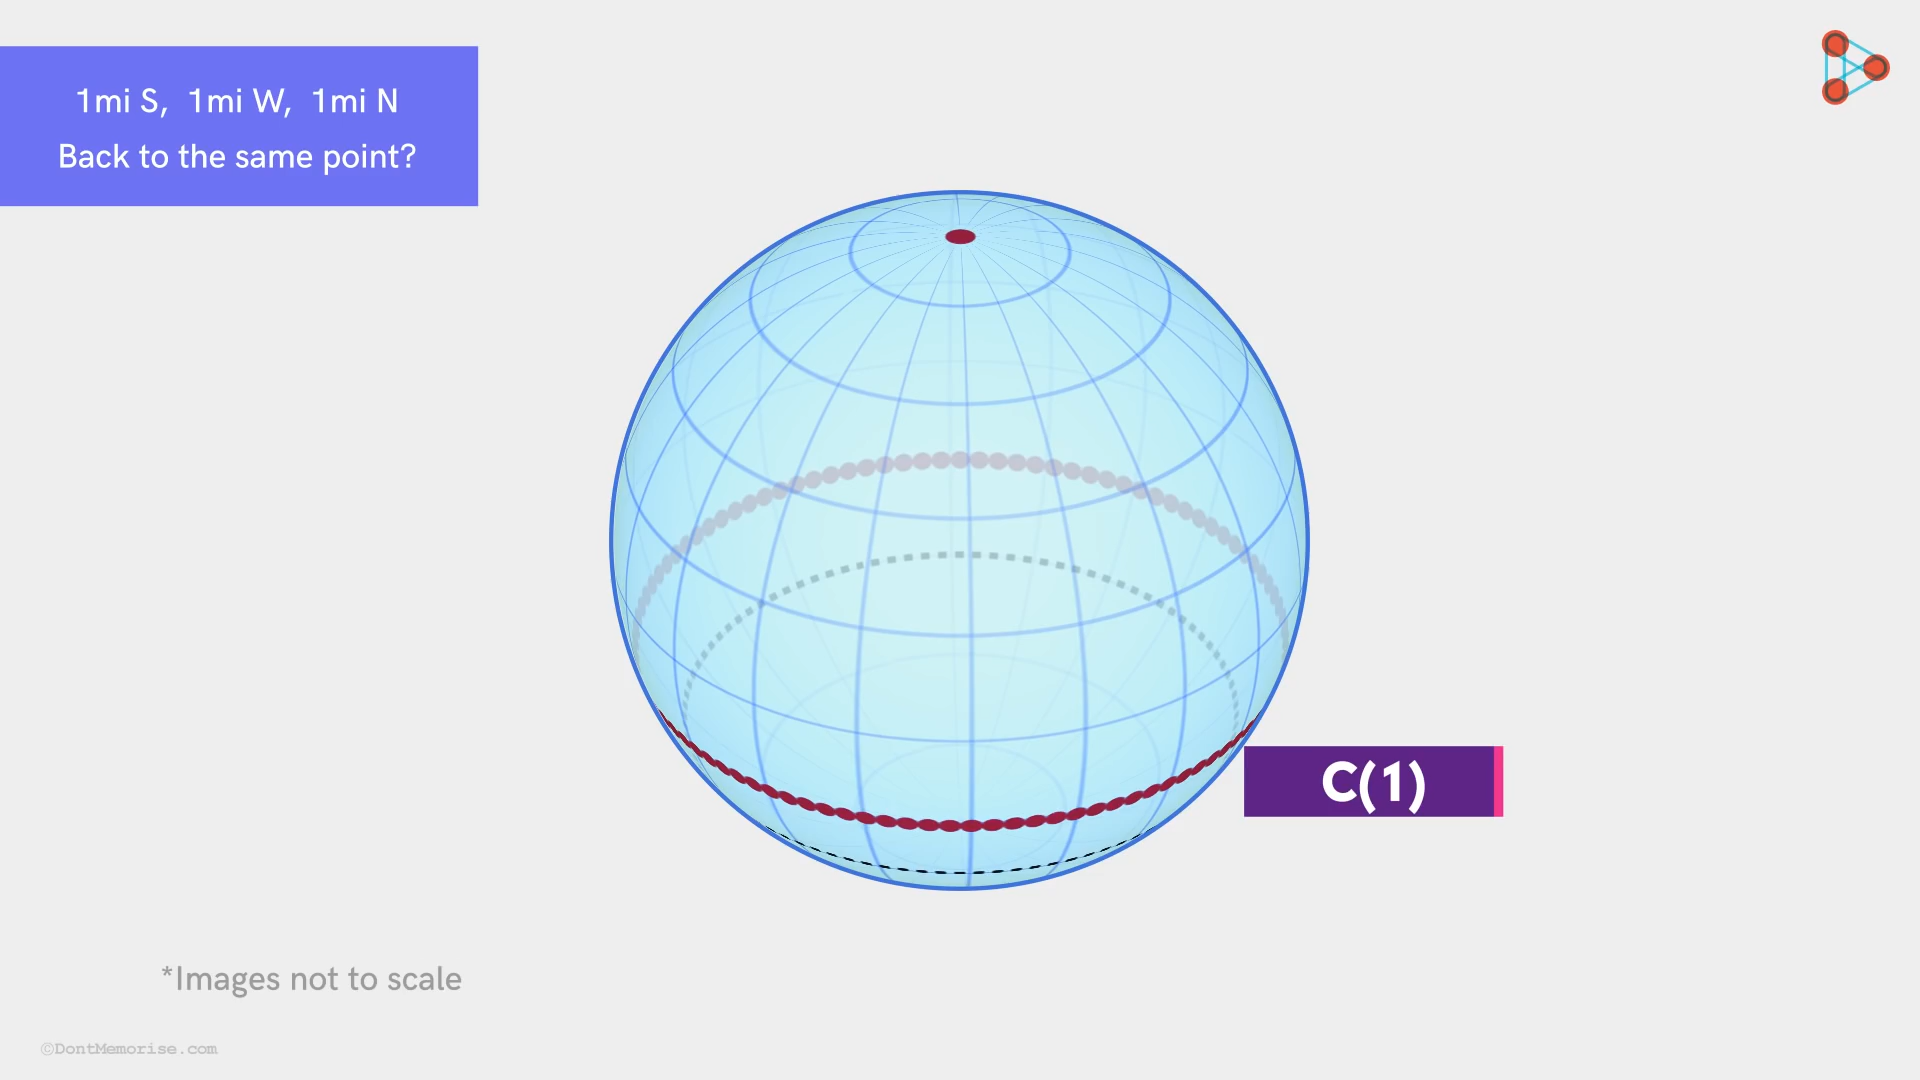 1mi S, 1mi W, 1mi N
Back to the same point?
C(1)
*Images not to scale
©DontMemorise.com